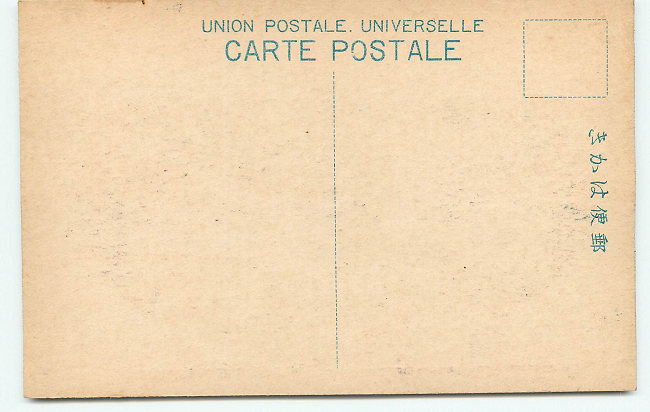 UNION POSTALE. UNIVERSELLE
CARTE POSTALE
郵便はかき